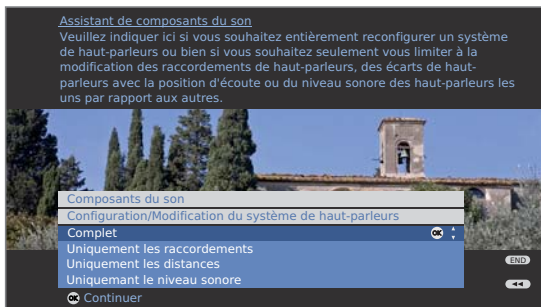 Assistant de composants du son
Veuillez indiquer ici si vous souhaitez entièrement reconfigurer un système
de haut-parleurs ou bien si vous souhaitez seulement vous limiter à la
modification des raccordements de haut-parleurs, des écarts de haut-
parleurs avec la position d'écoute ou du niveau sonore des haut-parleurs les
uns par rapport aux autres.
Composants du son
Configuration/Modification du système de haut-parleurs
Complet OK
Uniquement les raccordements
Uniquement les distances
END
Uniquemant le niveau sonore
OK Continuer